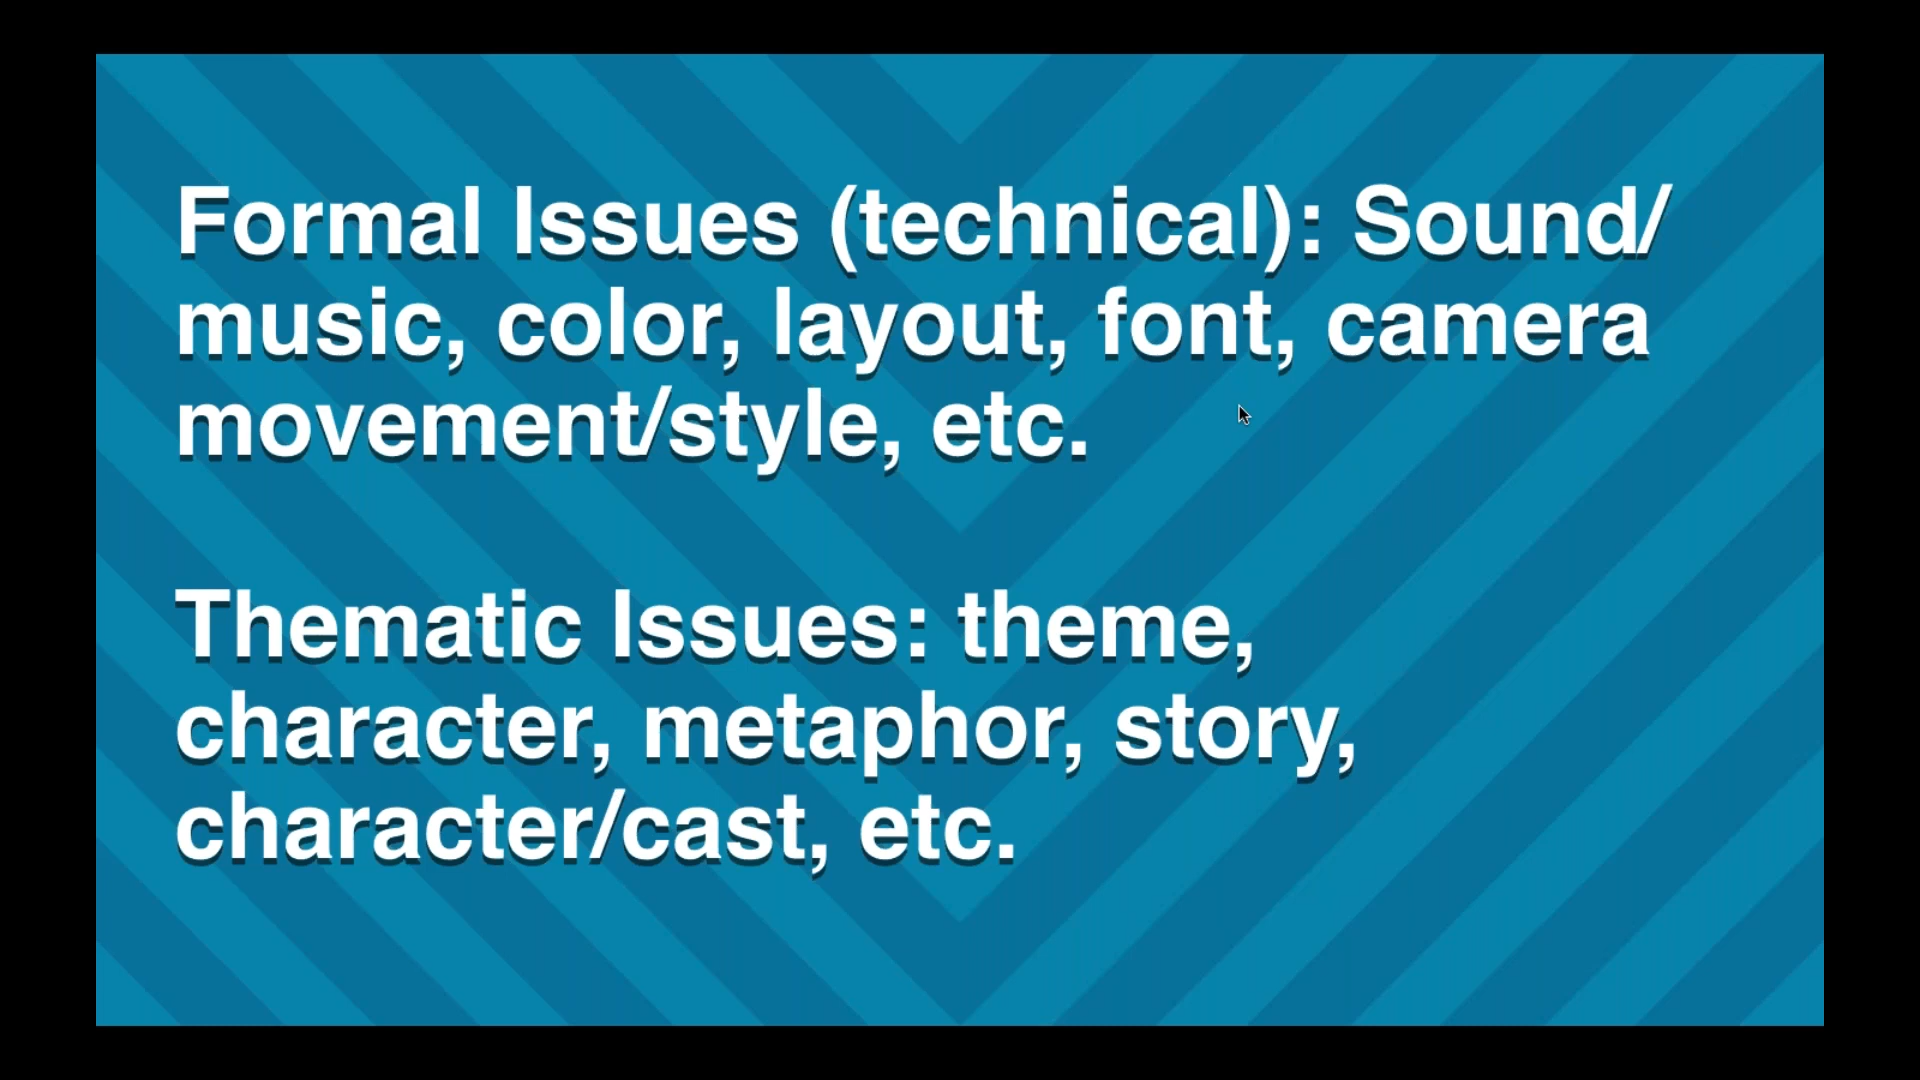 Formal Issues (technical): Sound/
music, color, layout, font, camera
movement/style, etc.
Thematic Issues: theme,
character, metaphor, story,
character/cast, etc.